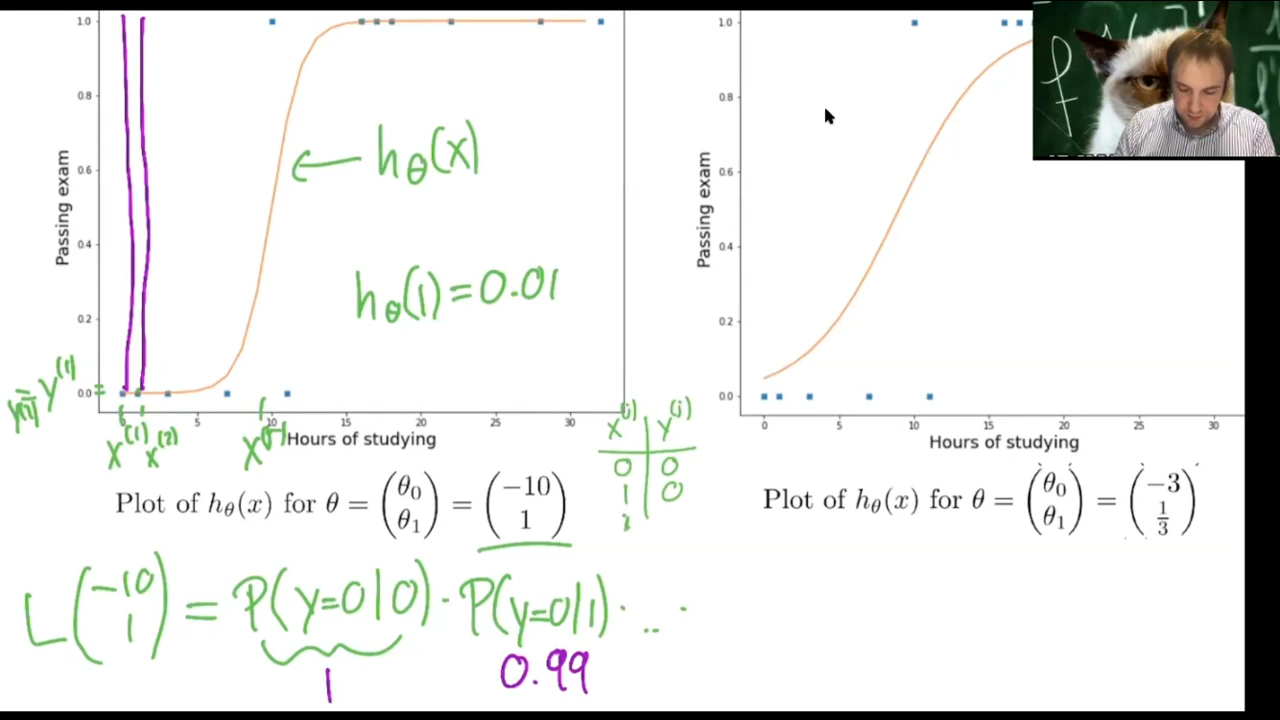 1.0
0.8
0.6
0.4
0.2
0.0
Passing exam
5
10
15
20
25
30
Hours of studying
h_θ(x)
h_θ(1) = 0.01
y^(1) =
x^(1) x^(2)
x^(i) y^(i)
0 0
1 0
Plot of h_θ(x) for θ = (θ_0 θ_1) = (−10 1)
L(−10 1) = P(y=0|0) · P(y=0|1) · ...
1 0.99
1.0
0.8
0.6
0.4
0.2
0.0
Passing exam
0
5
10
15
20
25
30
Hours of studying
Plot of h_θ(x) for θ = (θ_0 θ_1) = (−3 1/3)